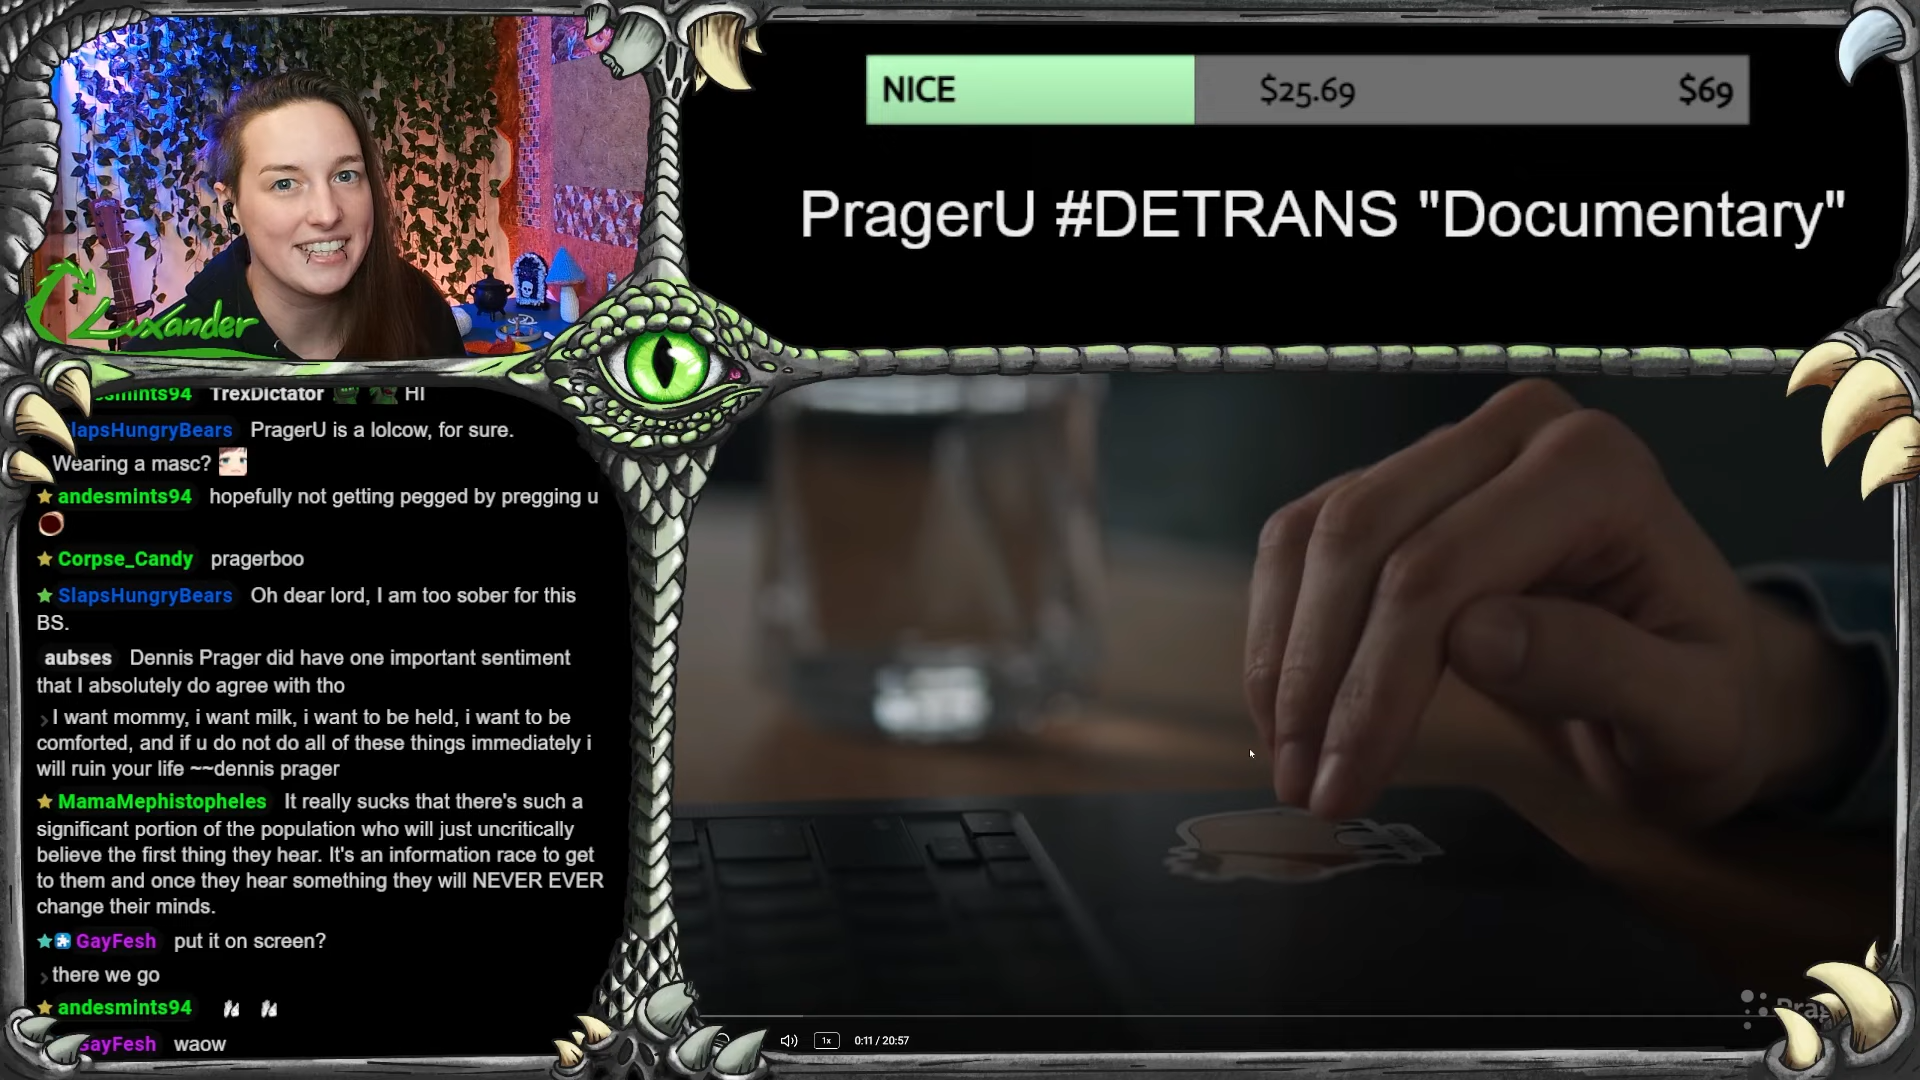 NICE $25.69 $69
PragerU #DETRANS "Documentary"
Luxander
TrexDictator HI
lapsHungryBears PragerU is a lolcow, for sure.
Wearing a masc?
andesmints94 hopefully not getting pegged by pregging u
Corpse_Candy pragerboo
SlapsHungryBears Oh dear lord, I am too sober for this
BS.
aubses Dennis Prager did have one important sentiment
that I absolutely do agree with tho
I want mommy, i want milk, i want to be held, i want to be
comforted, and if u do not do all of these things immediately i
will ruin your life ~~dennis prager
MamaMephistopheles It really sucks that there's such a
significant portion of the population who will just uncritically
believe the first thing they hear. It's an information race to get
to them and once they hear something they will NEVER EVER
change their minds.
GayFesh put it on screen?
there we go
andesmints94
GayFesh waow
1x 0:11 / 20:57